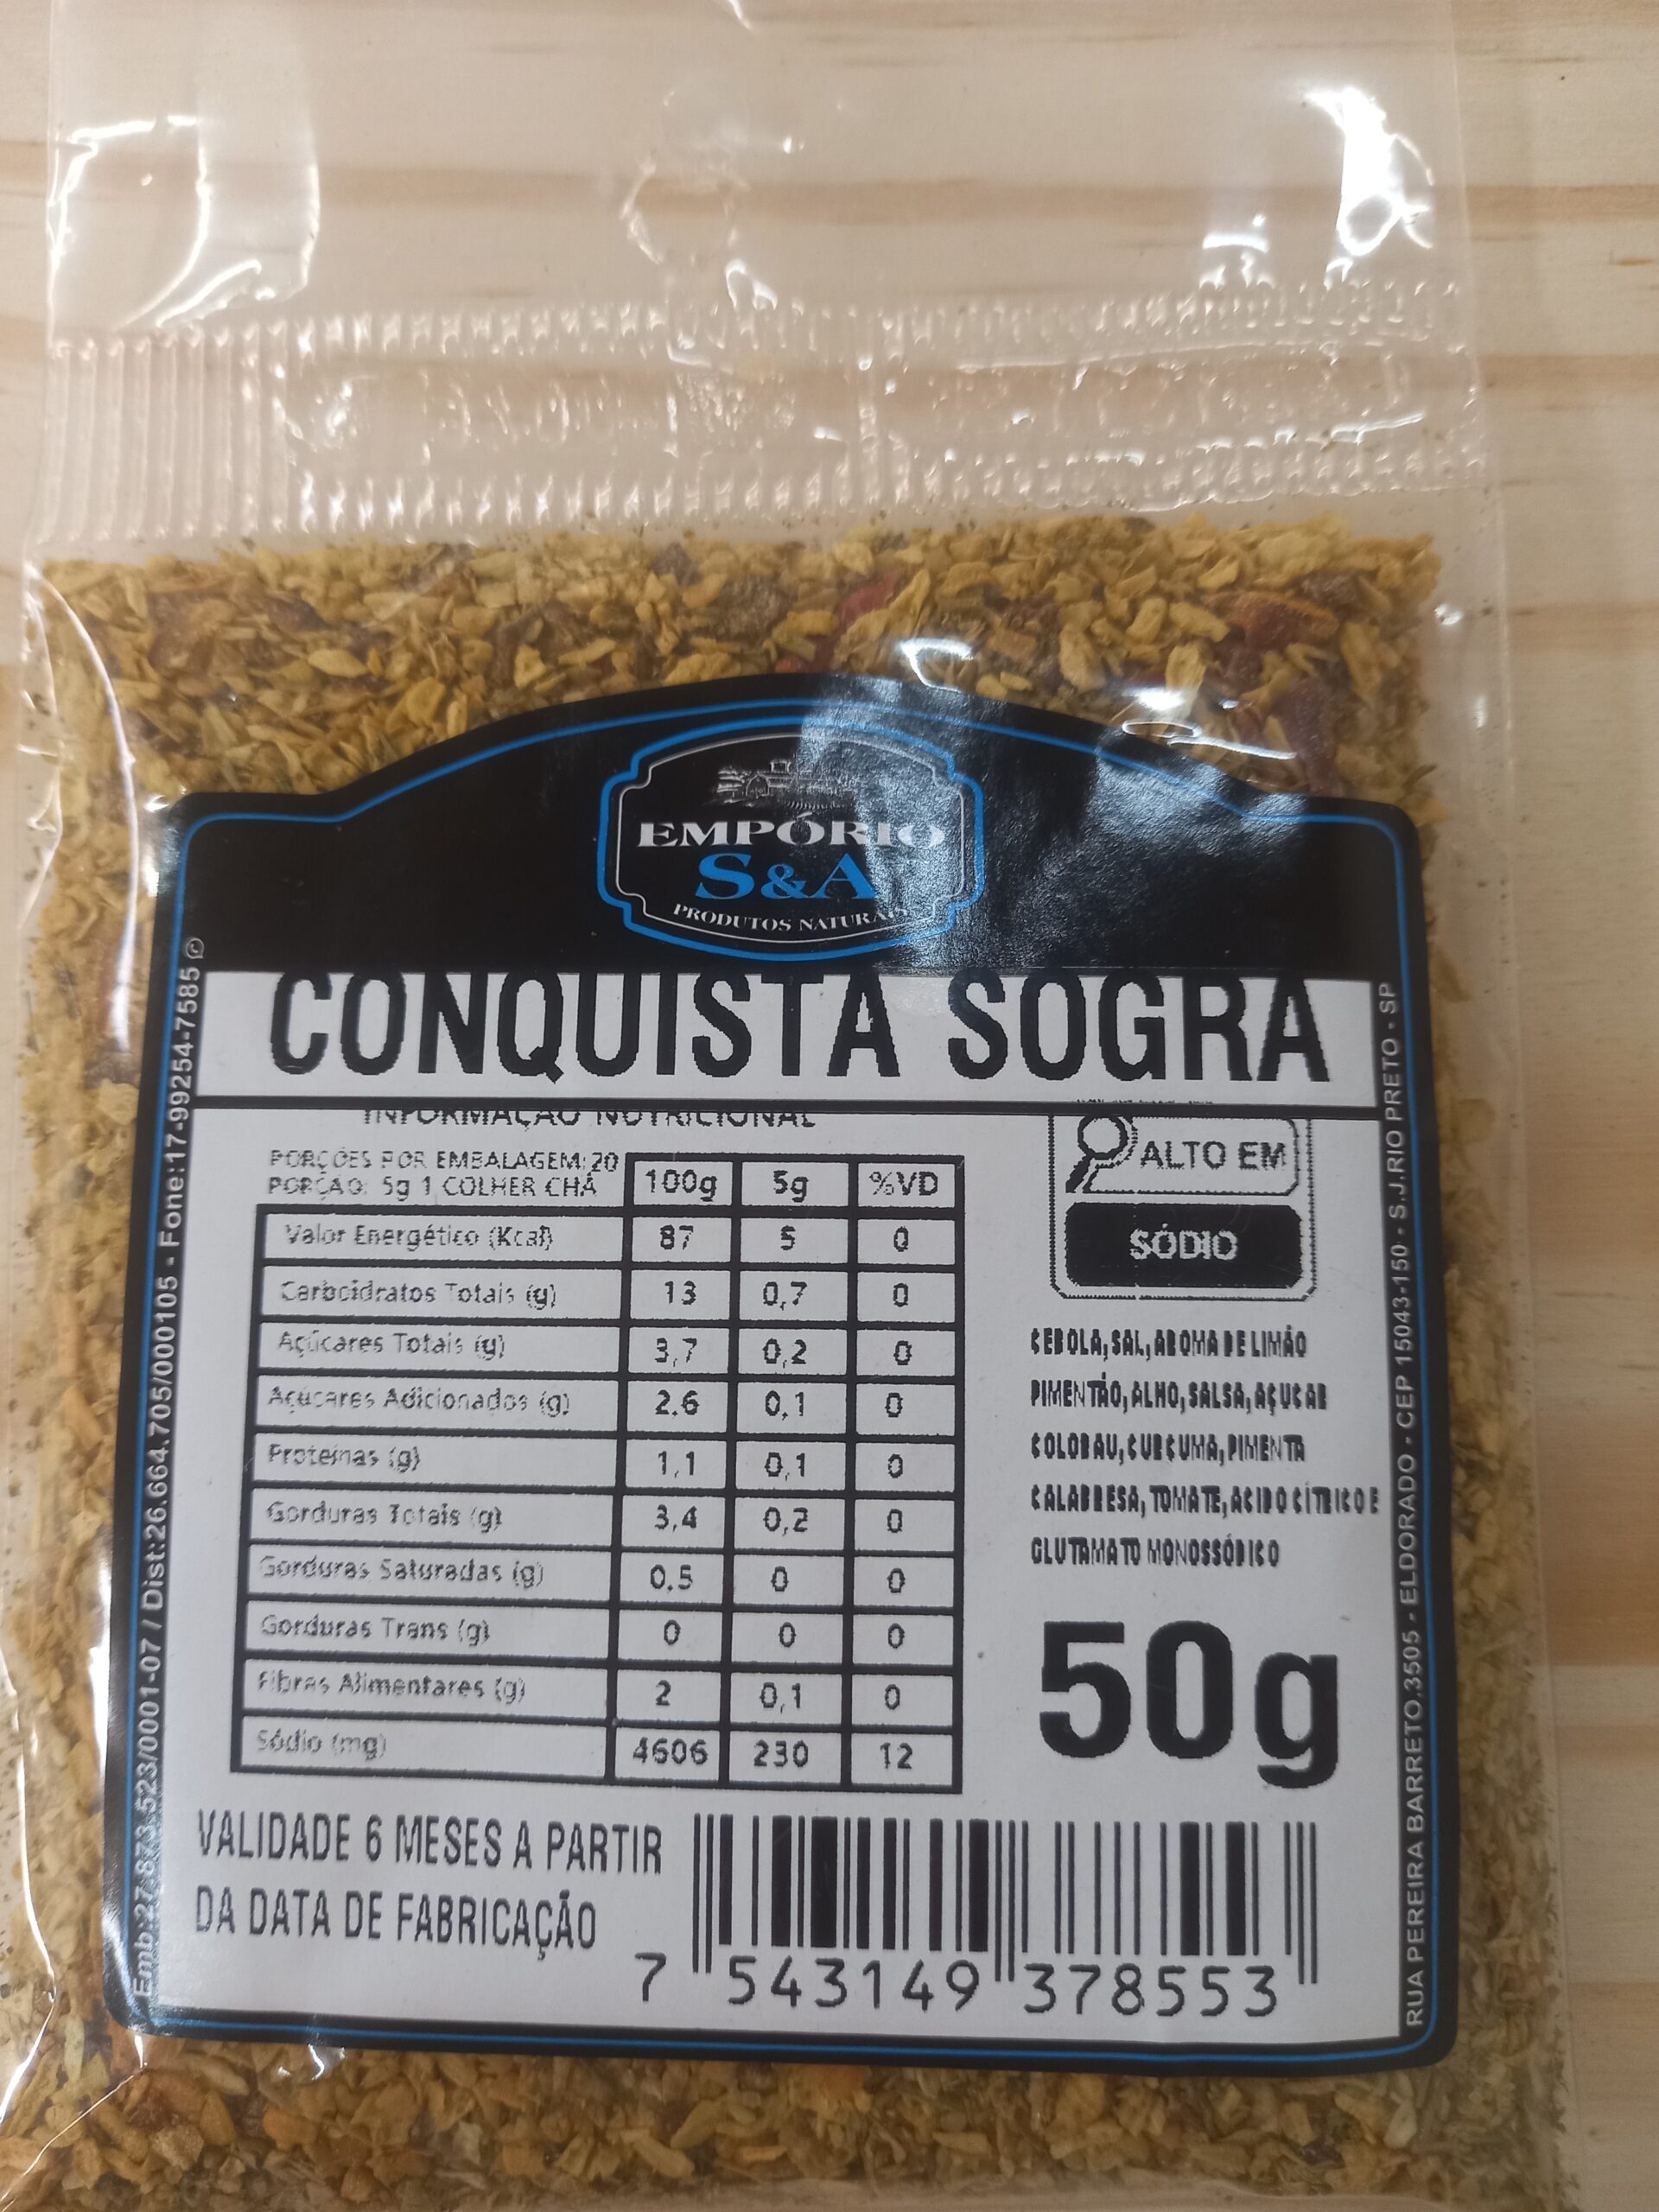 EMPÓRIO
S&A
PRODUTOS NATURAIS
CONQUISTA SOGRA
INFORMAÇÃO NUTRICIONAL
PORÇÕES POR EMBALAGEM: 20
PORÇÃO: 5g 1 COLHER CHÁ
100g 5g %VD
Valor Energético (Kcal) 87 5 0
Carboidratos Totais (g) 13 0,7 0
Açúcares Totais (g) 3,7 0,2 0
Açúcares Adicionados (g) 2.6 0,1 0
Proteínas (g) 1,1 0,1 0
Gorduras Totais (g) 3,4 0,2 0
Gorduras Saturadas (g) 0.5 0 0
Gorduras Trans (g) 0 0 0
Fibras Alimentares (g) 2 0,1 0
Sódio (mg) 4606 230 12
ALTO EM
SÓDIO
CEBOLA, SAL, AROMA DE LIMÃO
PIMENTÃO, ALHO, SALSA, AÇUCAR
COLORAU, CURCUMA, PIMENTA
CALABRESA, TOMATE, ACIDO CÍTRICO E
GLUTAMATO MONOSSÓDICO
50g
VALIDADE 6 MESES A PARTIR
DA DATA DE FABRICAÇÃO
7 543149 378553
Emb:27.873.523/0001-07 / Dist:26.664.705/000105 - Fone:17-99254-7585
RUA PEREIRA BARRETO.3505 - ELDORADO - CEP 15043-150 - S.J.RIO PRETO - SP